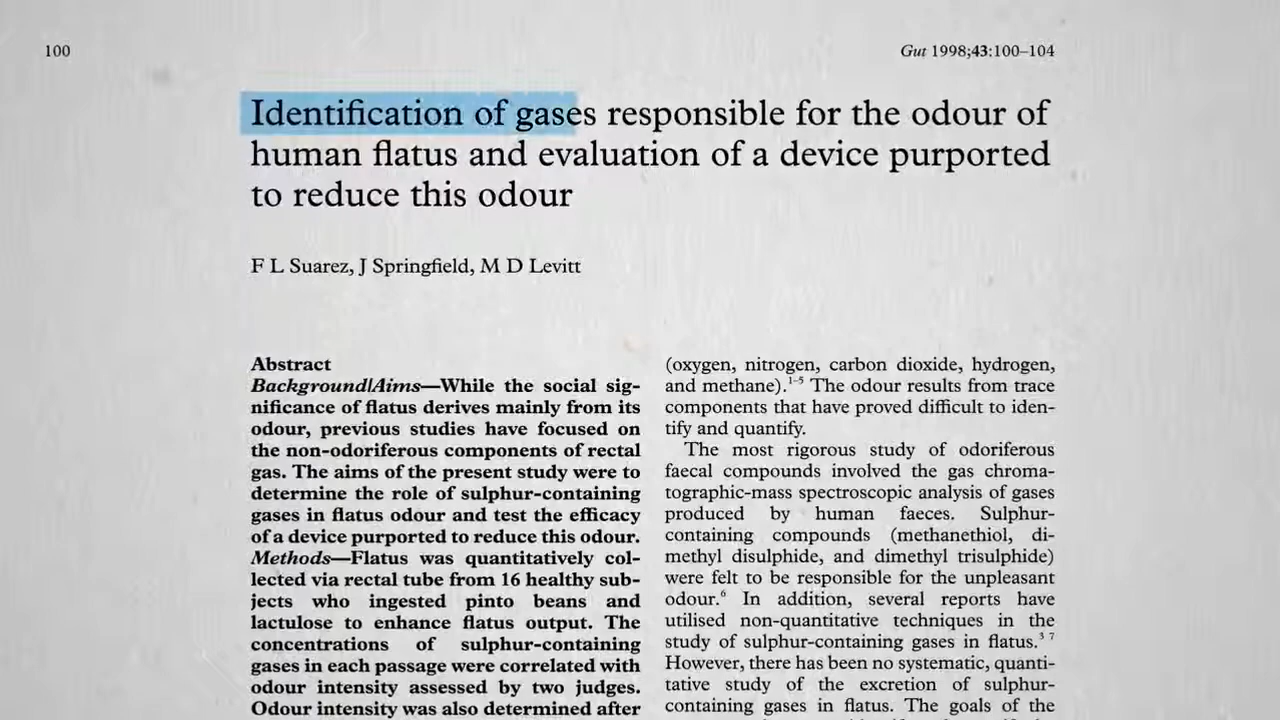 100
Gut 1998;43:100–104
Identification of gases responsible for the odour of
human flatus and evaluation of a device purported
to reduce this odour
F L Suarez, J Springfield, M D Levitt
Abstract
Background/Aims—While the social sig-
nificance of flatus derives mainly from its
odour, previous studies have focused on
the non-odoriferous components of rectal
gas. The aims of the present study were to
determine the role of sulphur-containing
gases in flatus odour and test the efficacy
of a device purported to reduce this odour.
Methods—Flatus was quantitatively col-
lected via rectal tube from 16 healthy sub-
jects who ingested pinto beans and
lactulose to enhance flatus output. The
concentrations of sulphur-containing
gases in each passage were correlated with
odour intensity assessed by two judges.
Odour intensity was also determined after
(oxygen, nitrogen, carbon dioxide, hydrogen,
and methane).1–5 The odour results from trace
components that have proved difficult to iden-
tify and quantify.
The most rigorous study of odoriferous
faecal compounds involved the gas chroma-
tographic-mass spectroscopic analysis of gases
produced by human faeces. Sulphur-
containing compounds (methanethiol, di-
methyl disulphide, and dimethyl trisulphide)
were felt to be responsible for the unpleasant
odour.6 In addition, several reports have
utilised non-quantitative techniques in the
study of sulphur-containing gases in flatus.3 7
However, there has been no systematic, quanti-
tative study of the excretion of sulphur-
containing gases in flatus. The goals of the